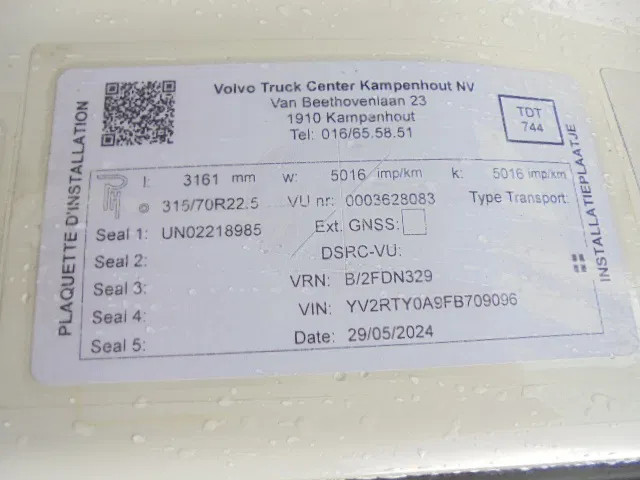 Volvo Truck Center Kampenhout NV
Van Beethovenlaan 23
1910 Kampenhout
Tel: 016/65.58.51
TDT
744
PLAQUETTE D'INSTALLATION
l: 3161 mm w: 5016 imp/km k: 5016 imp/km
315/70R22.5 VU nr: 0003628083 Type Transport:
Seal 1: UN02218985 Ext. GNSS:
Seal 2: DSRC-VU:
Seal 3: VRN: B/2FDN329
Seal 4: VIN: YV2RTY0A9FB709096
Seal 5: Date: 29/05/2024
INSTALLATIEPLAATJE